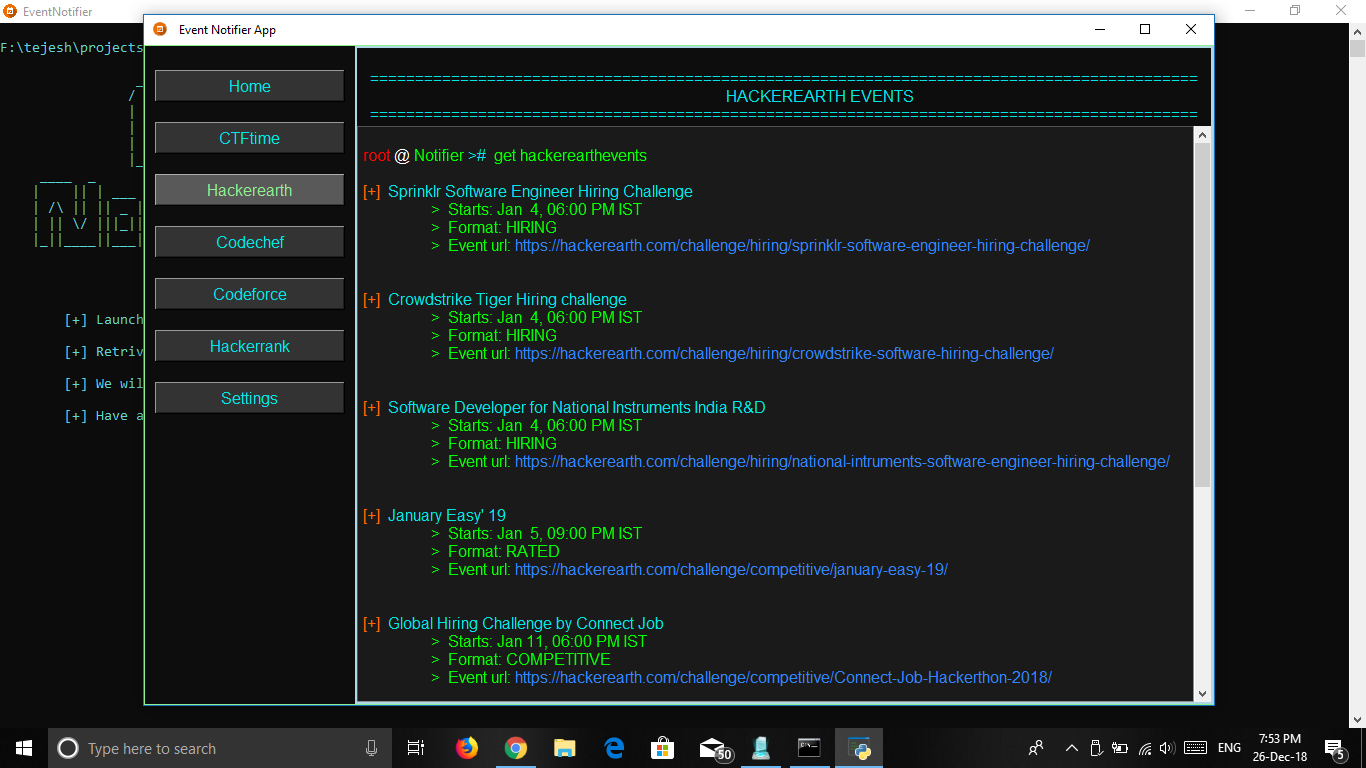 EventNotifier
Event Notifier App
F:\tejesh\projects
[+] Launch
[+] Retriv
[+] We wil
[+] Have a
Home
CTFtime
Hackerearth
Codechef
Codeforce
Hackerrank
Settings
============================================================================================
HACKEREARTH EVENTS
============================================================================================
root @ Notifier ># get hackerearthevents
[+] Sprinklr Software Engineer Hiring Challenge
> Starts: Jan 4, 06:00 PM IST
> Format: HIRING
> Event url: https://hackerearth.com/challenge/hiring/sprinklr-software-engineer-hiring-challenge/
[+] Crowdstrike Tiger Hiring challenge
> Starts: Jan 4, 06:00 PM IST
> Format: HIRING
> Event url: https://hackerearth.com/challenge/hiring/crowdstrike-software-hiring-challenge/
[+] Software Developer for National Instruments India R&D
> Starts: Jan 4, 06:00 PM IST
> Format: HIRING
> Event url: https://hackerearth.com/challenge/hiring/national-intruments-software-engineer-hiring-challenge/
[+] January Easy' 19
> Starts: Jan 5, 09:00 PM IST
> Format: RATED
> Event url: https://hackerearth.com/challenge/competitive/january-easy-19/
[+] Global Hiring Challenge by Connect Job
> Starts: Jan 11, 06:00 PM IST
> Format: COMPETITIVE
> Event url: https://hackerearth.com/challenge/competitive/Connect-Job-Hackerthon-2018/
Type here to search
50
ENG
7:53 PM
26-Dec-18
5